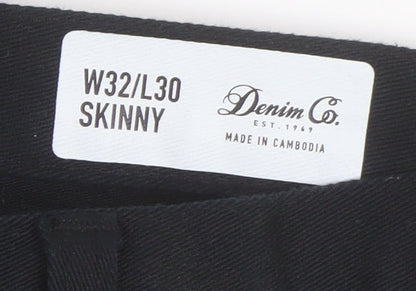 W32/L30
SKINNY
Denim Co.
EST. 1969
MADE IN CAMBODIA